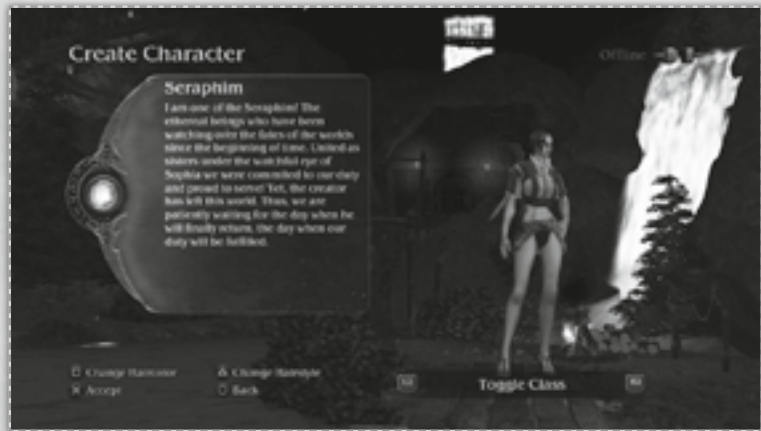 Create Character
Offline
Seraphim
I am one of the Seraphim! The
ethereal beings who have been
watching over the fates of the worlds
since the beginning of time. United as
sisters under the watchful eye of
Sophia we were commited to our duty
and proud to serve! Yet, the creator
has left this world. Thus, we are
patiently waiting for the day when he
will finally return, the day when our
duty will be fulfilled.
Change Haircolor
Change Hairstyle
Accept
Back
Toggle Class